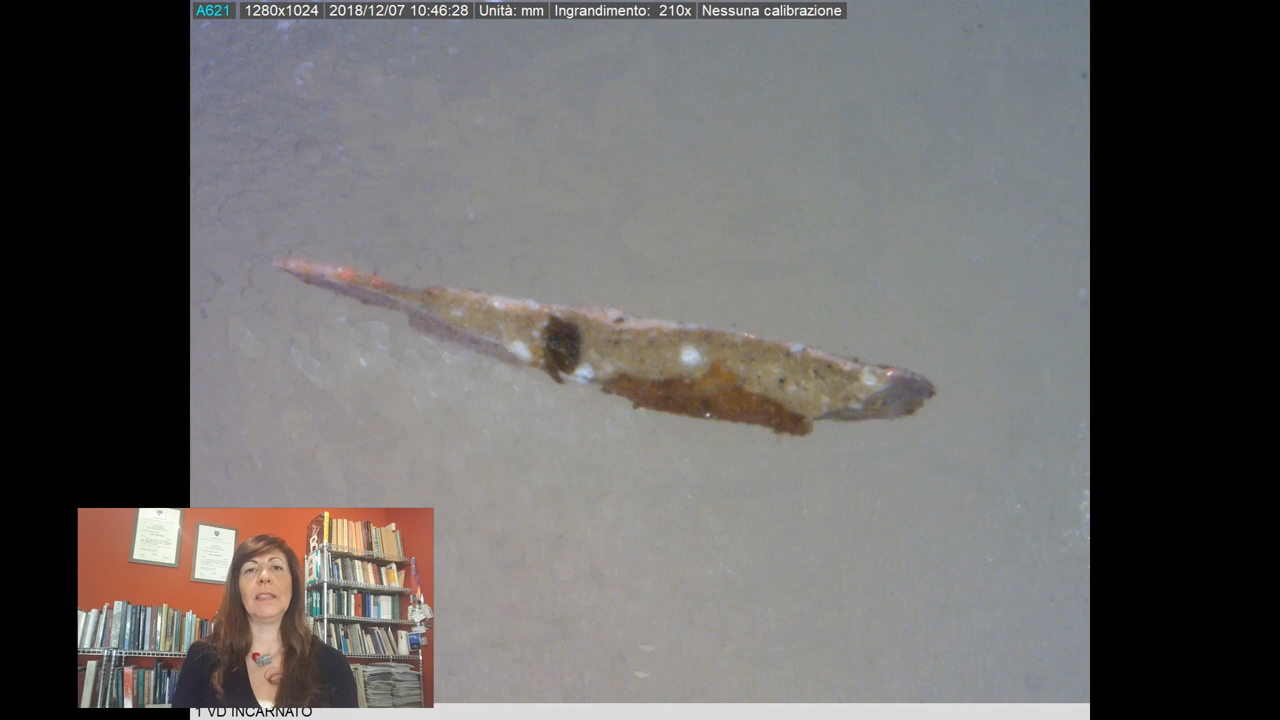 A621 1280x1024 2018/12/07 10:46:28 Unità: mm Ingrandimento: 210x Nessuna calibrazione
1 VD INCARNATO